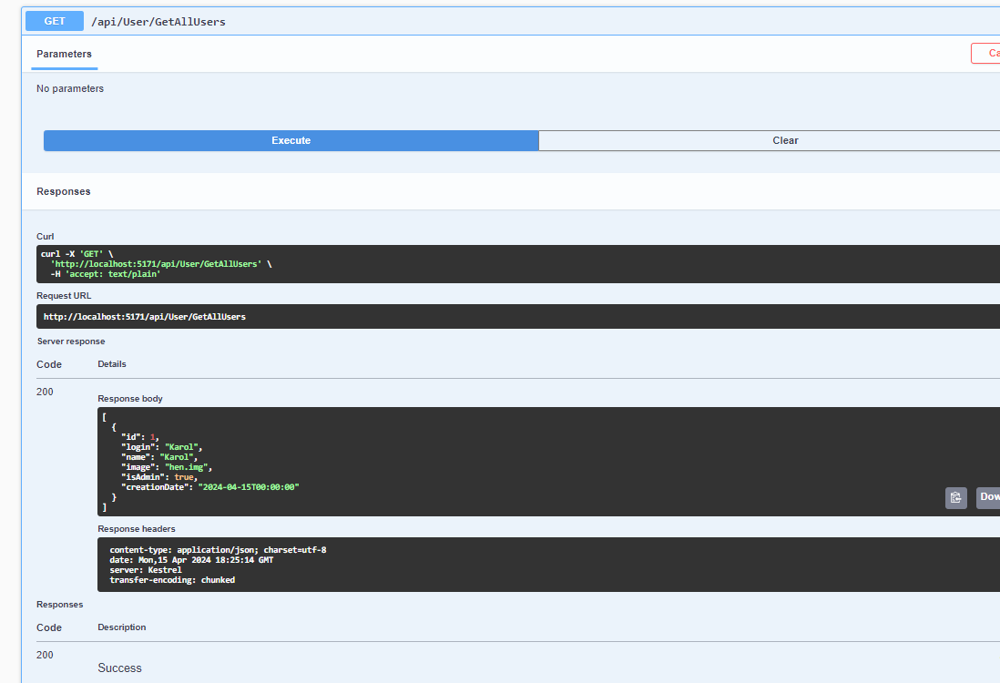 GET /api/User/GetAllUsers
Parameters
Ca
No parameters
Execute Clear
Responses
Curl
curl -X 'GET' \
'http://localhost:5171/api/User/GetAllUsers' \
-H 'accept: text/plain'
Request URL
http://localhost:5171/api/User/GetAllUsers
Server response
Code Details
200
Response body
[
{
"id": 1,
"login": "Karol",
"name": "Karol",
"image": "hen.img",
"isAdmin": true,
"creationDate": "2024-04-15T00:00:00"
}
]
Dow
Response headers
content-type: application/json; charset=utf-8
date: Mon,15 Apr 2024 18:25:14 GMT
server: Kestrel
transfer-encoding: chunked
Responses
Code Description
200
Success